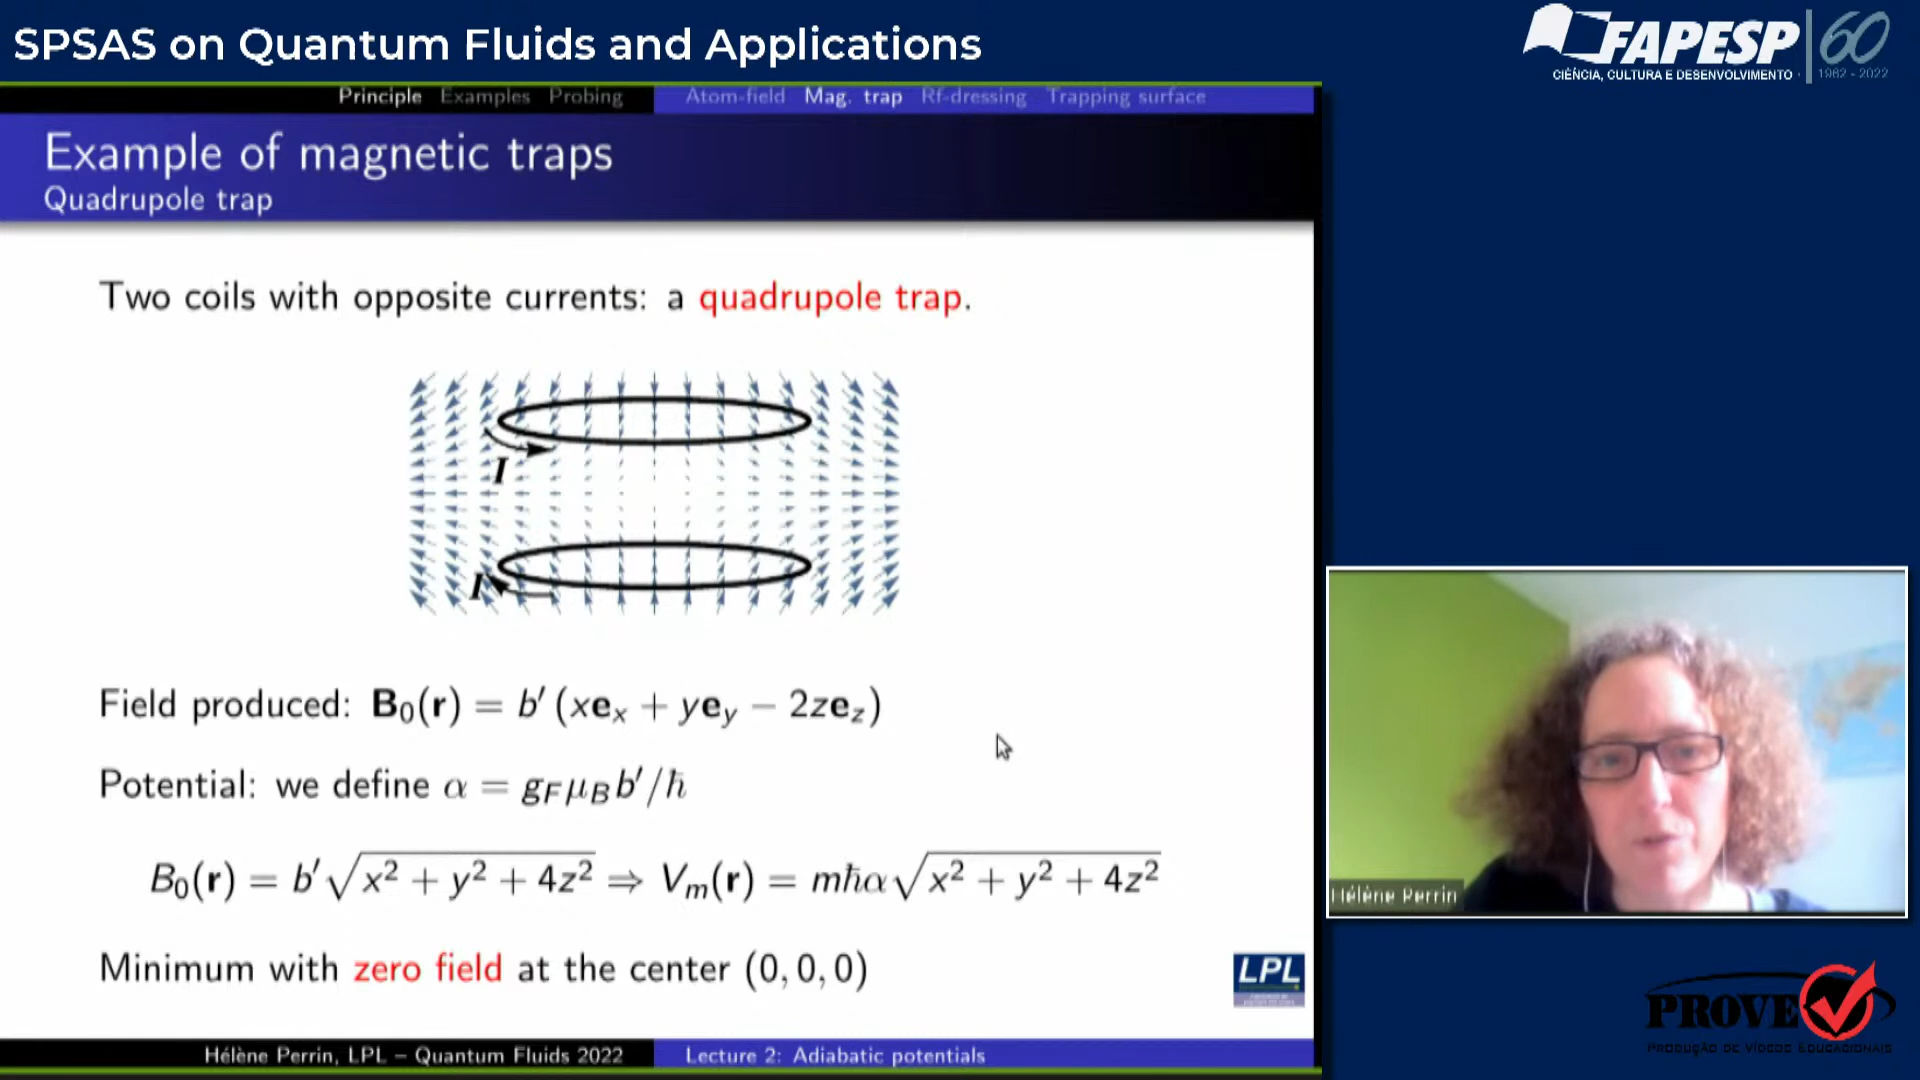 SPSAS on Quantum Fluids and Applications
FAPESP 60
CIÊNCIA, CULTURA E DESENVOLVIMENTO 1962 - 2022
Principle Examples Probing Atom-field Mag. trap Rf-dressing Trapping surface
Example of magnetic traps
Quadrupole trap
Two coils with opposite currents: a quadrupole trap.
I
I
Field produced: B₀(r) = b′ (xeₓ + ye_y − 2ze_z)
Potential: we define α = g_F μ_B b′/ħ
B₀(r) = b′√(x² + y² + 4z²) ⇒ Vₘ(r) = mħα√(x² + y² + 4z²)
Minimum with zero field at the center (0, 0, 0)
LPL
Hélène Perrin, LPL – Quantum Fluids 2022 Lecture 2: Adiabatic potentials
Hélène Perrin
PROVE
PRODUÇÃO DE VÍDEOS EDUCACIONAIS